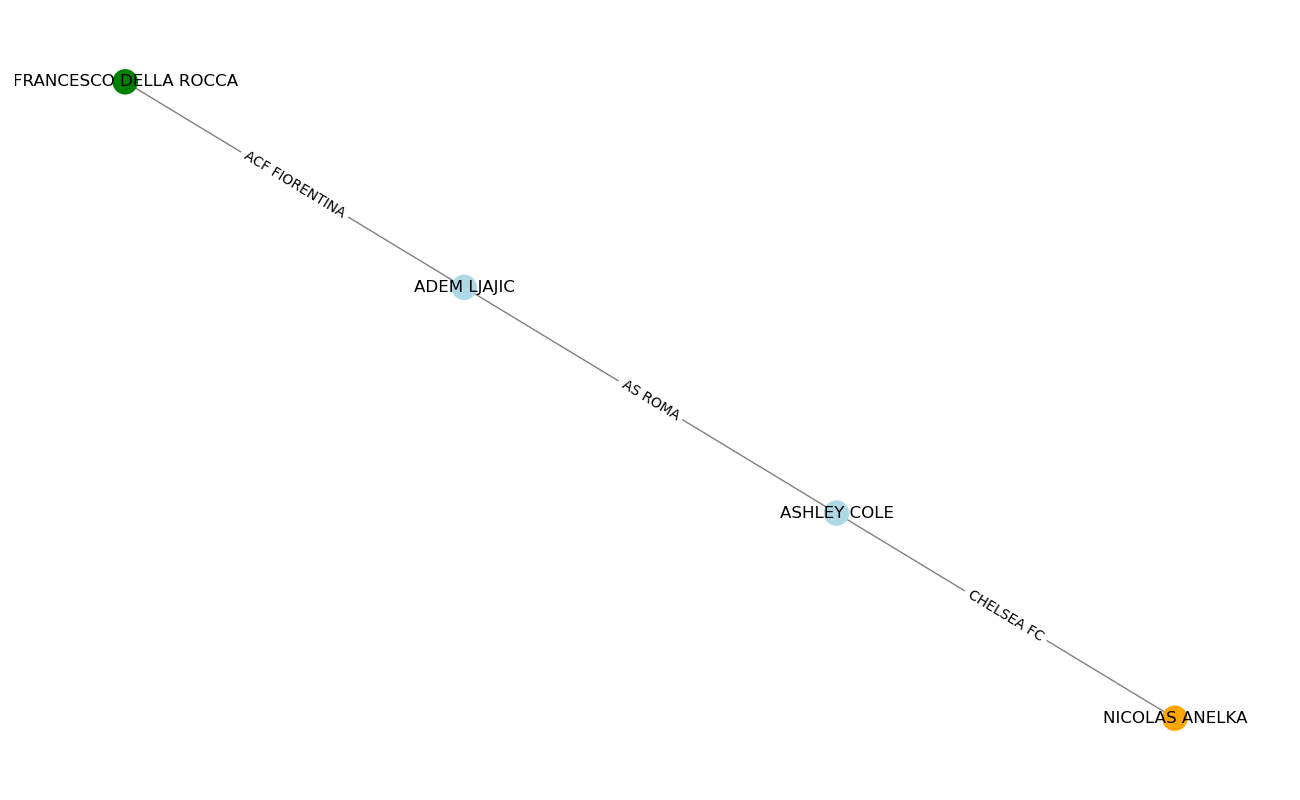 FRANCESCO DELLA ROCCA
ACF FIORENTINA
ADEM LJAJIC
AS ROMA
ASHLEY COLE
CHELSEA FC
NICOLAS ANELKA